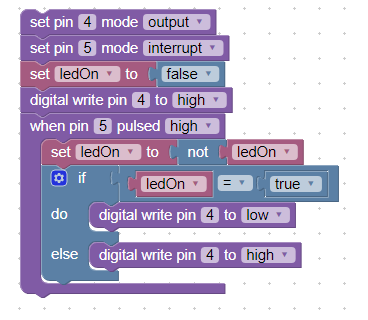 set pin 4 mode output
set pin 5 mode interrupt
set ledOn to false
digital write pin 4 to high
when pin 5 pulsed high
set ledOn to not ledOn
if ledOn = true
do digital write pin 4 to low
else digital write pin 4 to high